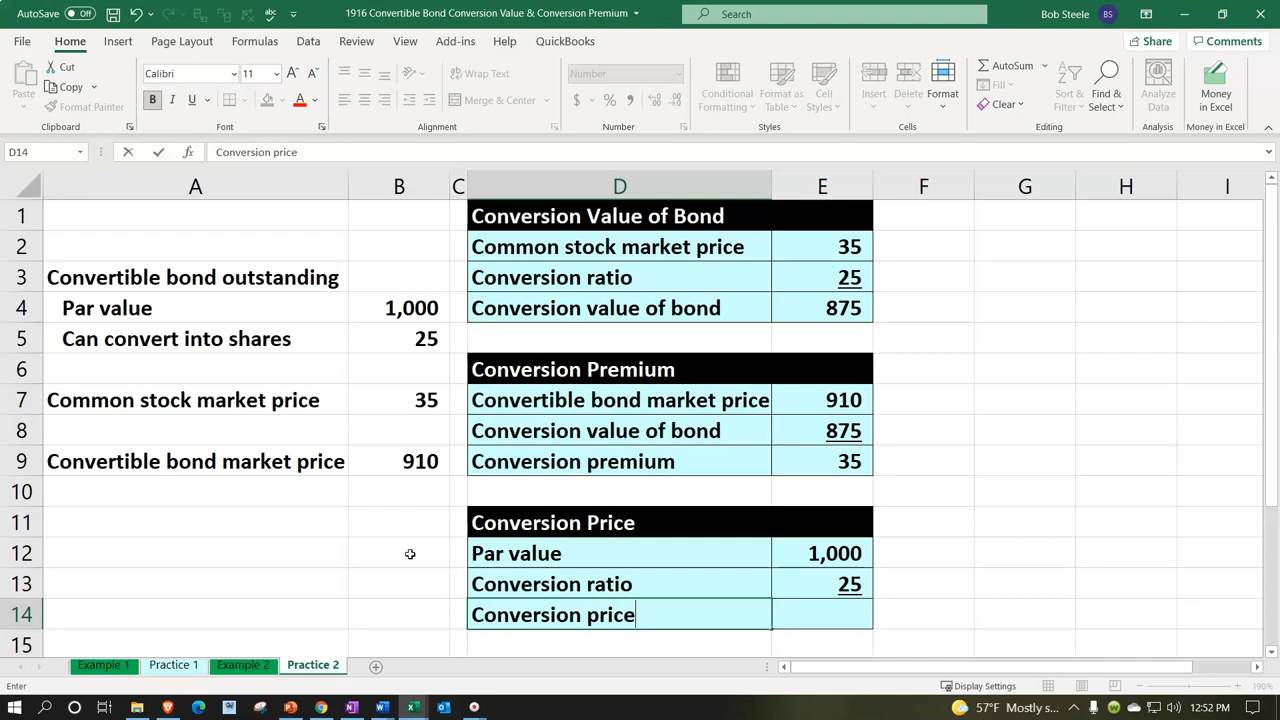 AutoSave Off 1916 Convertible Bond Conversion Value & Conversion Premium Search Bob Steele BS
File Home Insert Page Layout Formulas Data Review View Add-ins Help QuickBooks Share Comments
Paste Cut Copy Format Painter
Calibri 11
B I U
Wrap Text
Merge & Center
Number
$ % ,
Conditional Formatting Format as Table Cell Styles
Insert Delete Format
AutoSum Fill Clear
Sort & Filter Find & Select
Analyze Data
Money in Excel
Clipboard Font Alignment Number Styles Cells Editing Analysis Money in Excel
D14 fx Conversion price
A B C D E F G H I
1 Conversion Value of Bond
2 Common stock market price 35
3 Convertible bond outstanding Conversion ratio 25
4 Par value 1,000 Conversion value of bond 875
5 Can convert into shares 25
6 Conversion Premium
7 Common stock market price 35 Convertible bond market price 910
8 Conversion value of bond 875
9 Convertible bond market price 910 Conversion premium 35
10
11 Conversion Price
12 Par value 1,000
13 Conversion ratio 25
14 Conversion price
15
Example 1 Practice 1 Example 2 Practice 2
Enter Display Settings 190%
57°F Mostly s... 12:52 PM